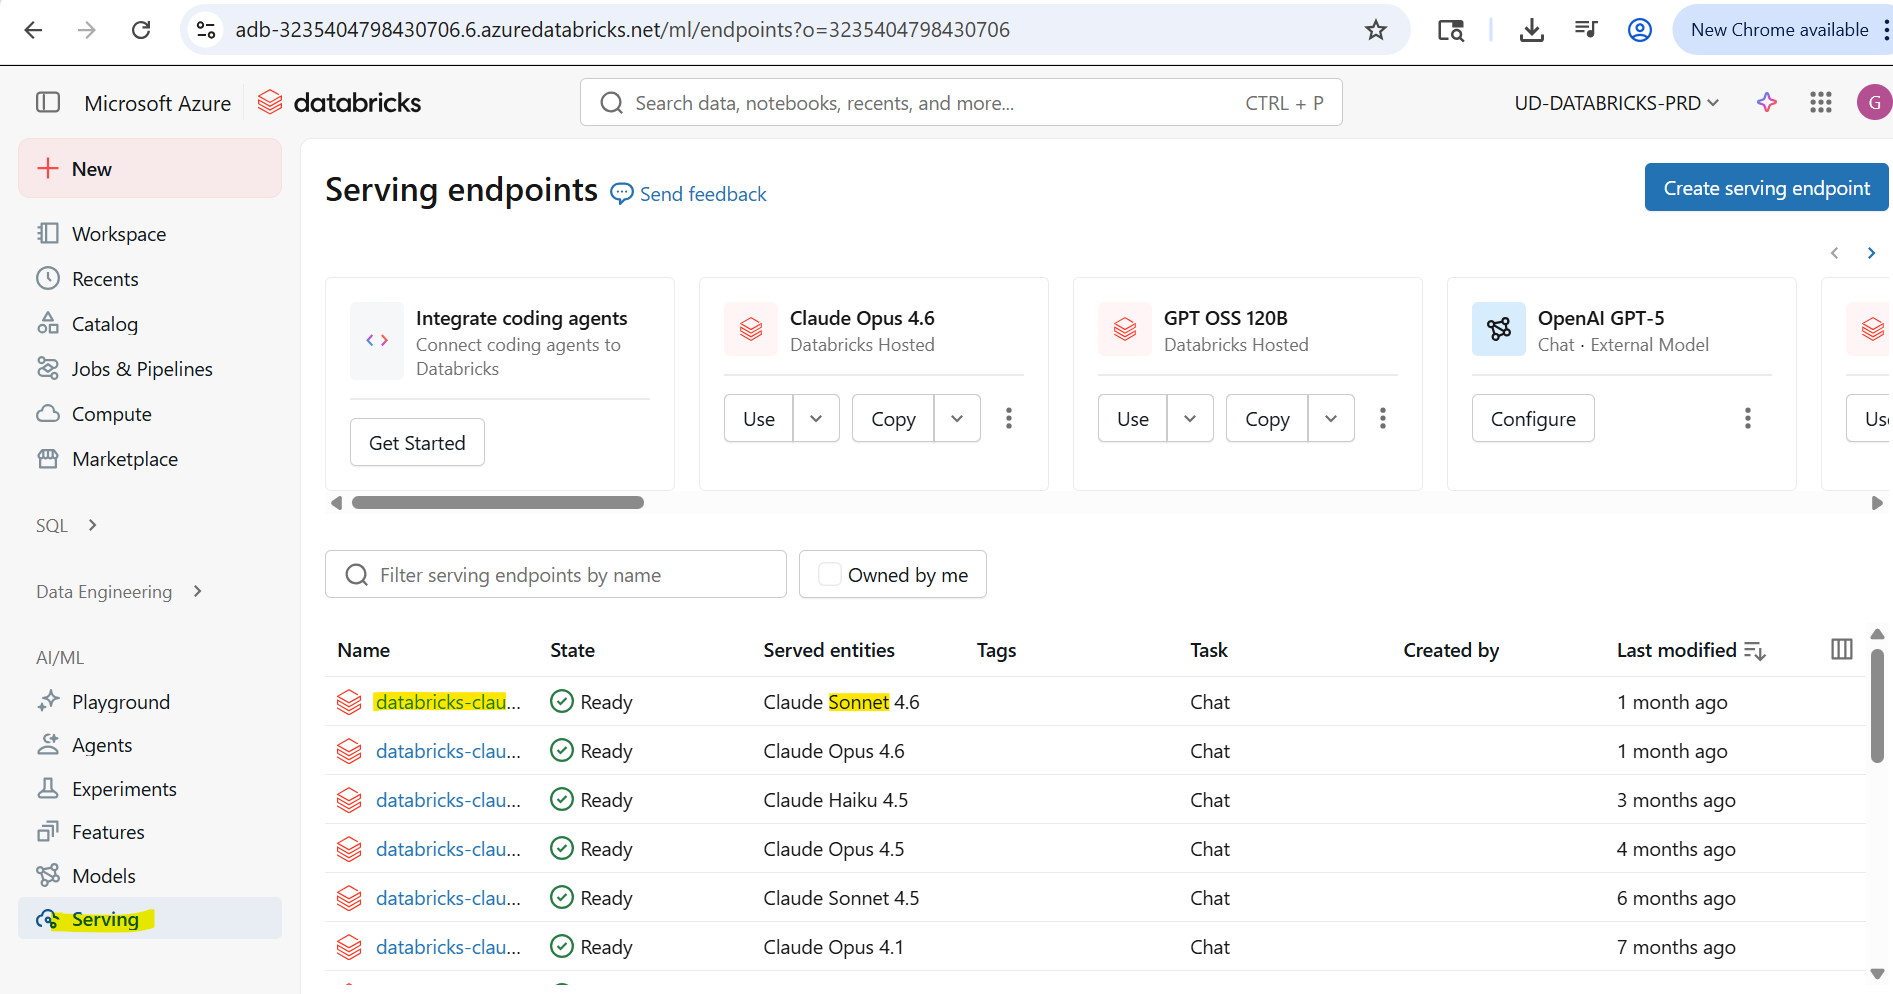 adb-3235404798430706.6.azuredatabricks.net/ml/endpoints?o=3235404798430706
New Chrome available
Microsoft Azure
databricks
Search data, notebooks, recents, and more...
CTRL + P
UD-DATABRICKS-PRD
G
New
Workspace
Recents
Catalog
Jobs & Pipelines
Compute
Marketplace
SQL
Data Engineering
AI/ML
Playground
Agents
Experiments
Features
Models
Serving
Serving endpoints
Send feedback
Create serving endpoint
Integrate coding agents
Connect coding agents to
Databricks
Get Started
Claude Opus 4.6
Databricks Hosted
Use
Copy
GPT OSS 120B
Databricks Hosted
Use
Copy
OpenAI GPT-5
Chat · External Model
Configure
Filter serving endpoints by name
Owned by me
Name State Served entities Tags Task Created by Last modified
databricks-clau... Ready Claude Sonnet 4.6 Chat 1 month ago
databricks-clau... Ready Claude Opus 4.6 Chat 1 month ago
databricks-clau... Ready Claude Haiku 4.5 Chat 3 months ago
databricks-clau... Ready Claude Opus 4.5 Chat 4 months ago
databricks-clau... Ready Claude Sonnet 4.5 Chat 6 months ago
databricks-clau... Ready Claude Opus 4.1 Chat 7 months ago